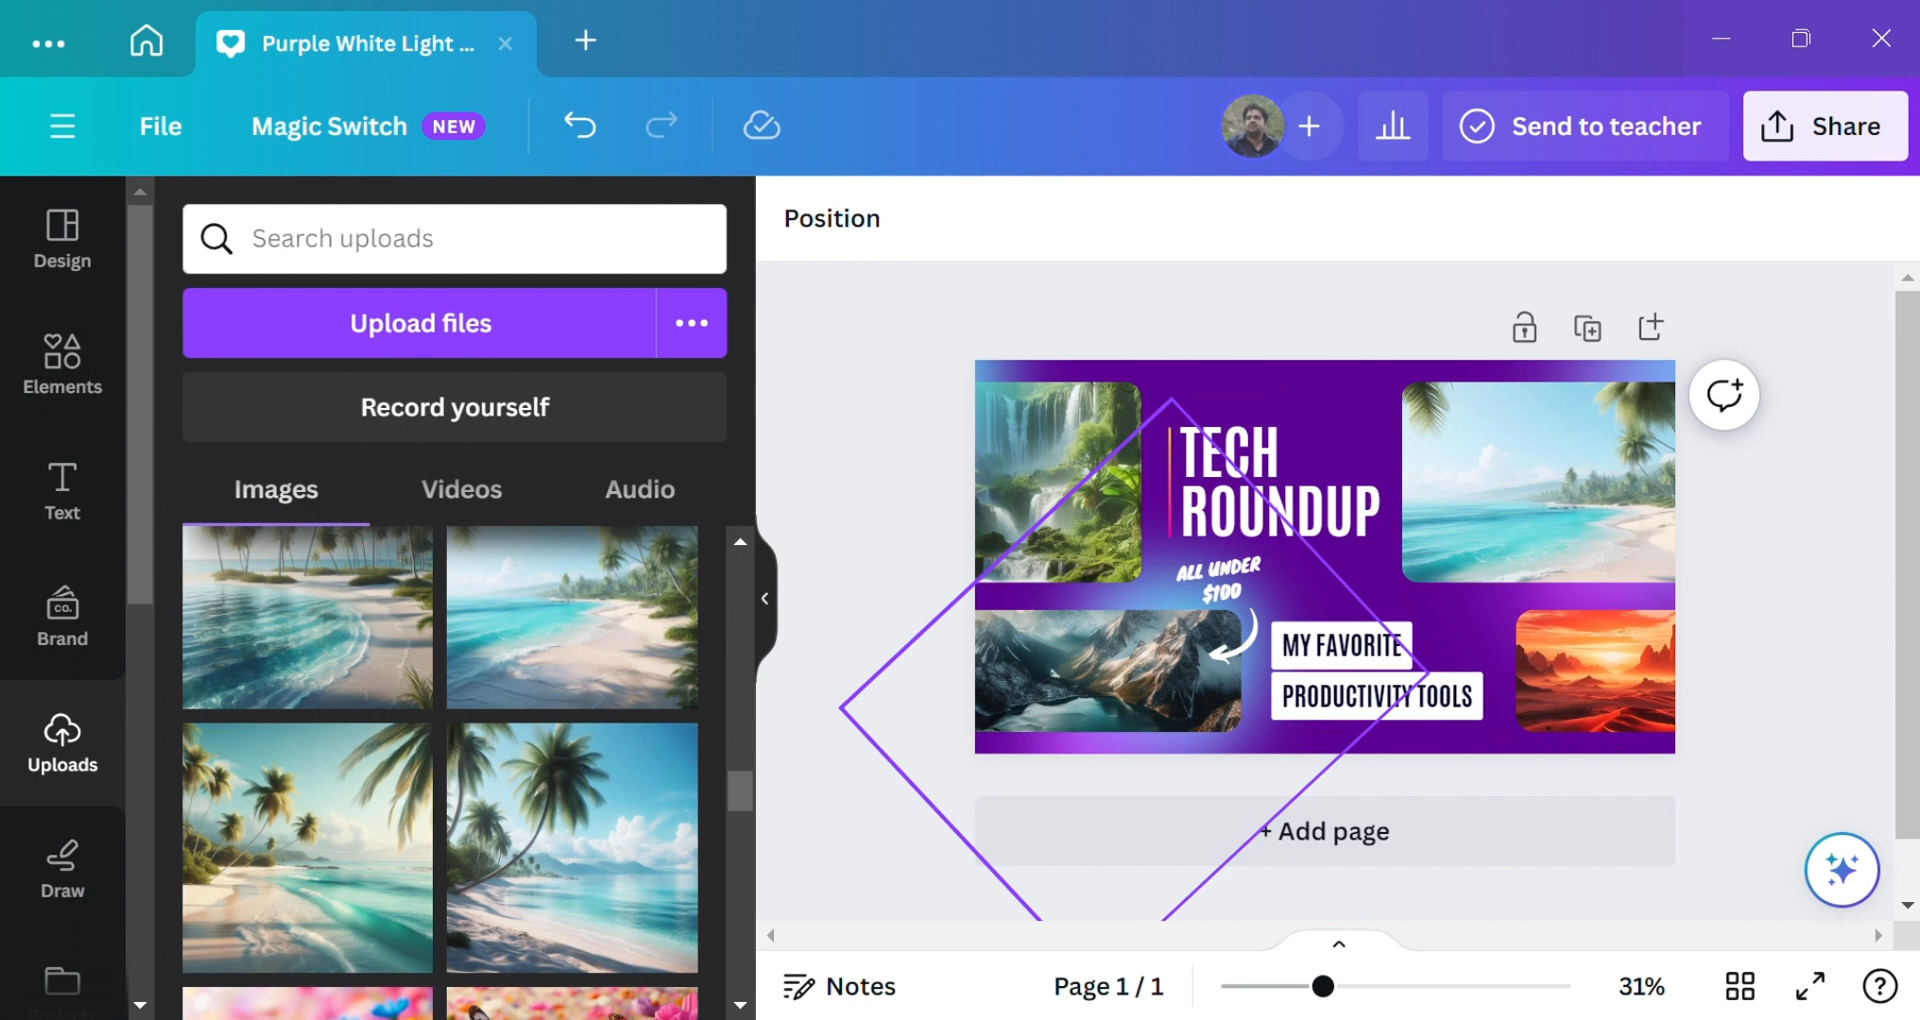 Purple White Light ...
File
Magic Switch NEW
Send to teacher
Share
Design
Elements
Text
CO.
Brand
Uploads
Draw
Projects
Search uploads
Upload files
Record yourself
Images Videos Audio
Position
TECH
ROUNDUP
ALL UNDER
$100
MY FAVORITE
PRODUCTIVITY TOOLS
+ Add page
Notes
Page 1 / 1
31%